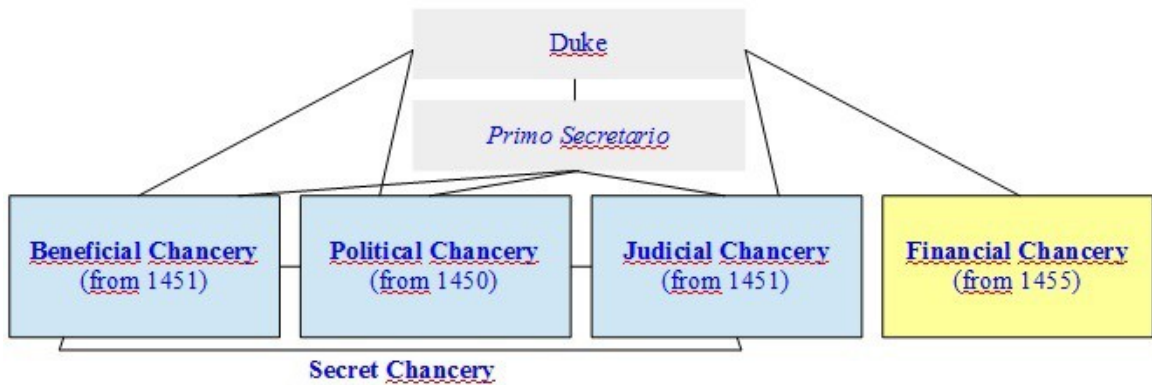 Duke
Primo Secretario
Beneficial Chancery
(from 1451)
Political Chancery
(from 1450)
Judicial Chancery
(from 1451)
Financial Chancery
(from 1455)
Secret Chancery